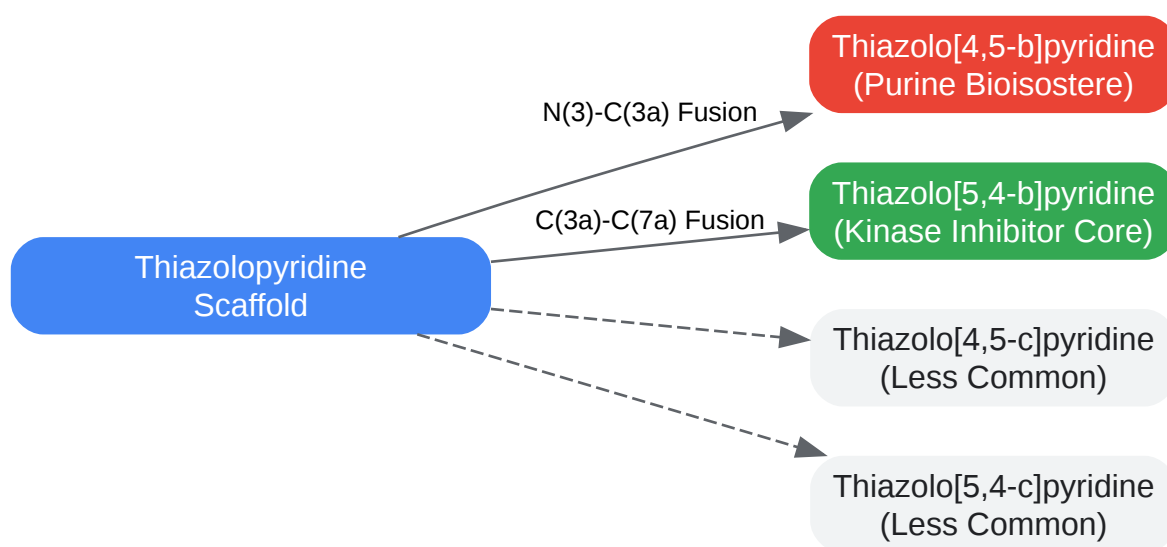 Thiazolo[4,5-b]pyridine
(Purine Bioisostere)
N(3)-C(3a) Fusion
Thiazolo[5,4-b]pyridine
(Kinase Inhibitor Core)
C(3a)-C(7a) Fusion
Thiazolopyridine
Scaffold
Thiazolo[4,5-c]pyridine
(Less Common)
Thiazolo[5,4-c]pyridine
(Less Common)